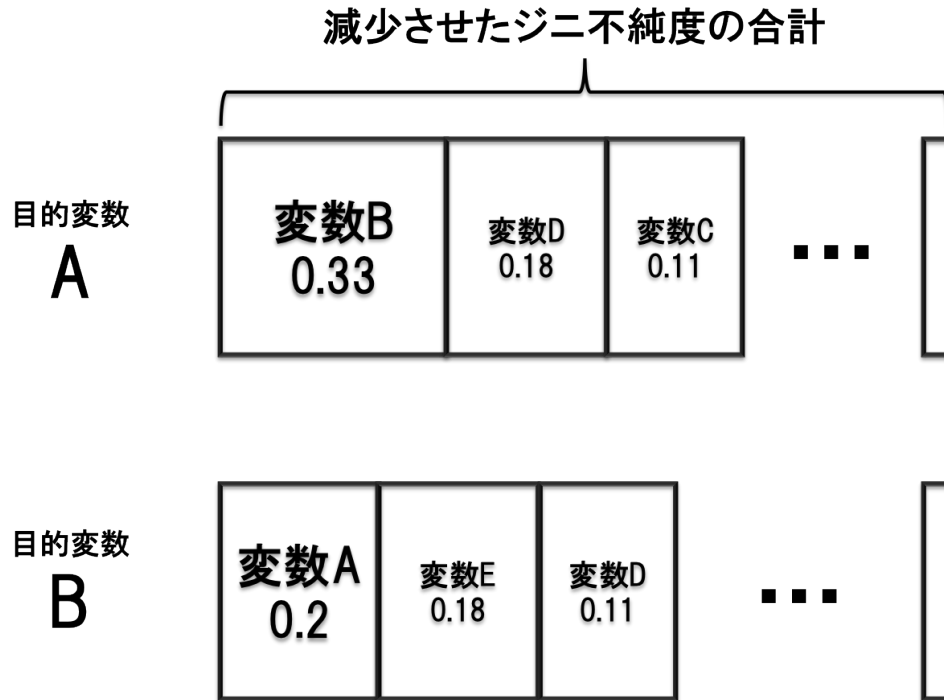 減少させたジニ不純度の合計
目的変数
A
変数B
0.33
変数D
0.18
変数C
0.11
...
目的変数
B
変数A
0.2
変数E
0.18
変数D
0.11
...